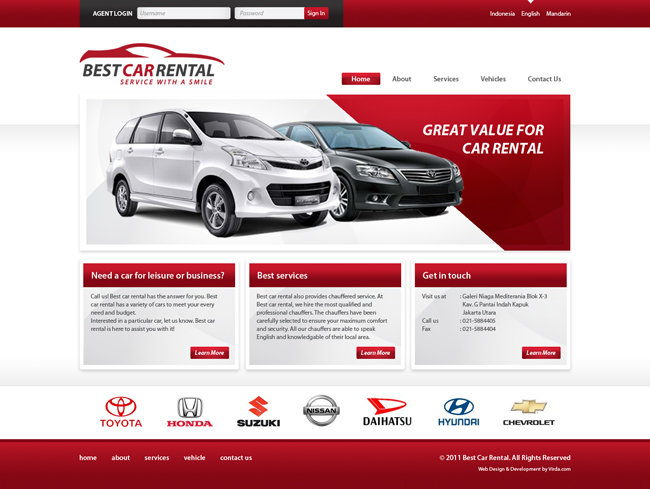 AGENT LOGIN Username Password Sign In Indonesia English Mandarin
BESTCARRENTAL
SERVICE WITH A SMILE
Home About Services Vehicles Contact Us
GREAT VALUE FOR
CAR RENTAL
Need a car for leisure or business?
Call us! Best car rental has the answer for you. Best
car rental has a variety of cars to meet your every
need and budget.
Interested in a particular car, let us know. Best car
rental is here to assist you with it!
Learn More
Best services
Best car rental also provides chauffered service. At
Best car rental, we hire the most qualified and
professional chauffers. The chauffers have been
carefully selected to ensure your maximum comfort
and security. All our chauffers are able to speak
English and knowledgable of their local area.
Learn More
Get in touch
Visit us at : Galeri Niaga Mediterania Blok X-3
Kav. G Pantai Indah Kapuk
Jakarta Utara
Call us : 021-5884405
Fax : 021-5884404
Learn More
TOYOTA HONDA SUZUKI NISSAN DAIHATSU HYUNDAI CHEVROLET
home about services vehicle contact us
© 2011 Best Car Rental. All Rights Reserved
Web Design & Development by Virda.com